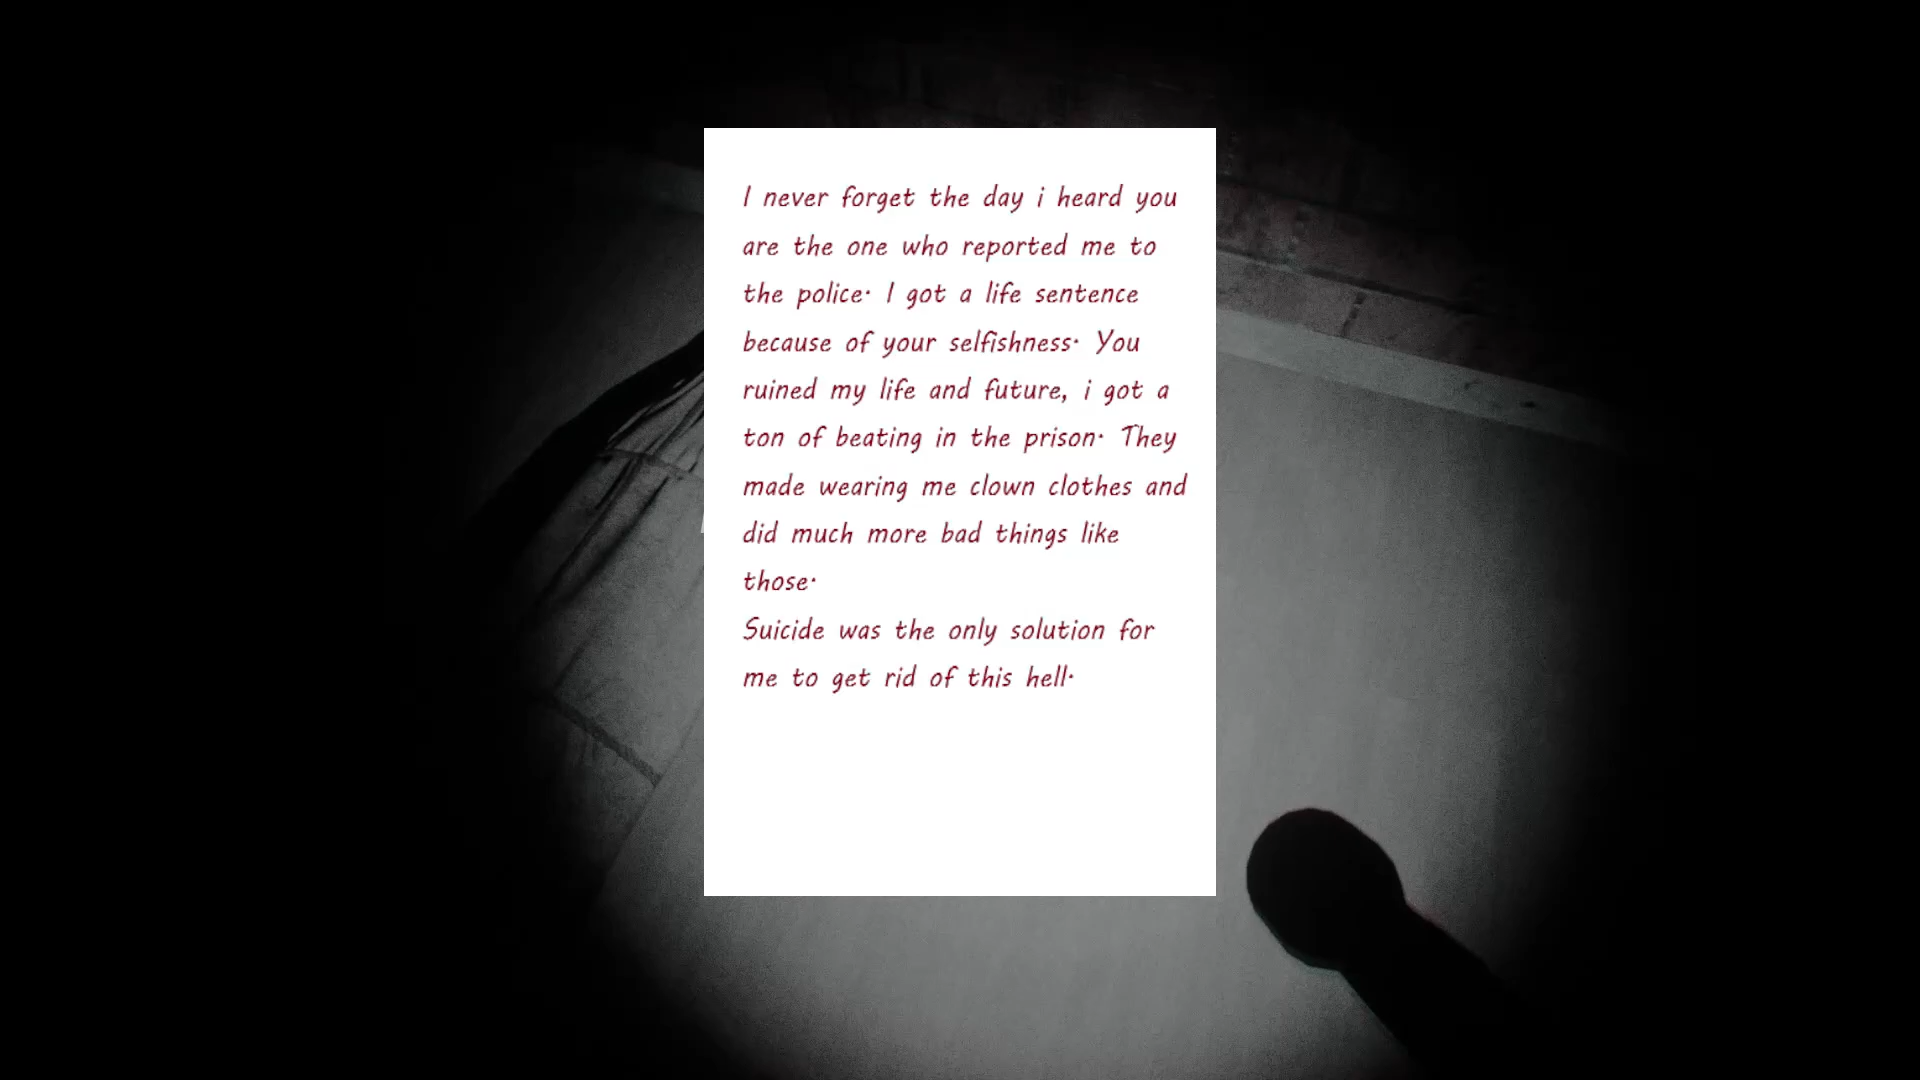 I never forget the day i heard you
are the one who reported me to
the police. I got a life sentence
because of your selfishness. You
ruined my life and future, i got a
ton of beating in the prison. They
made wearing me clown clothes and
did much more bad things like
those.
Suicide was the only solution for
me to get rid of this hell.